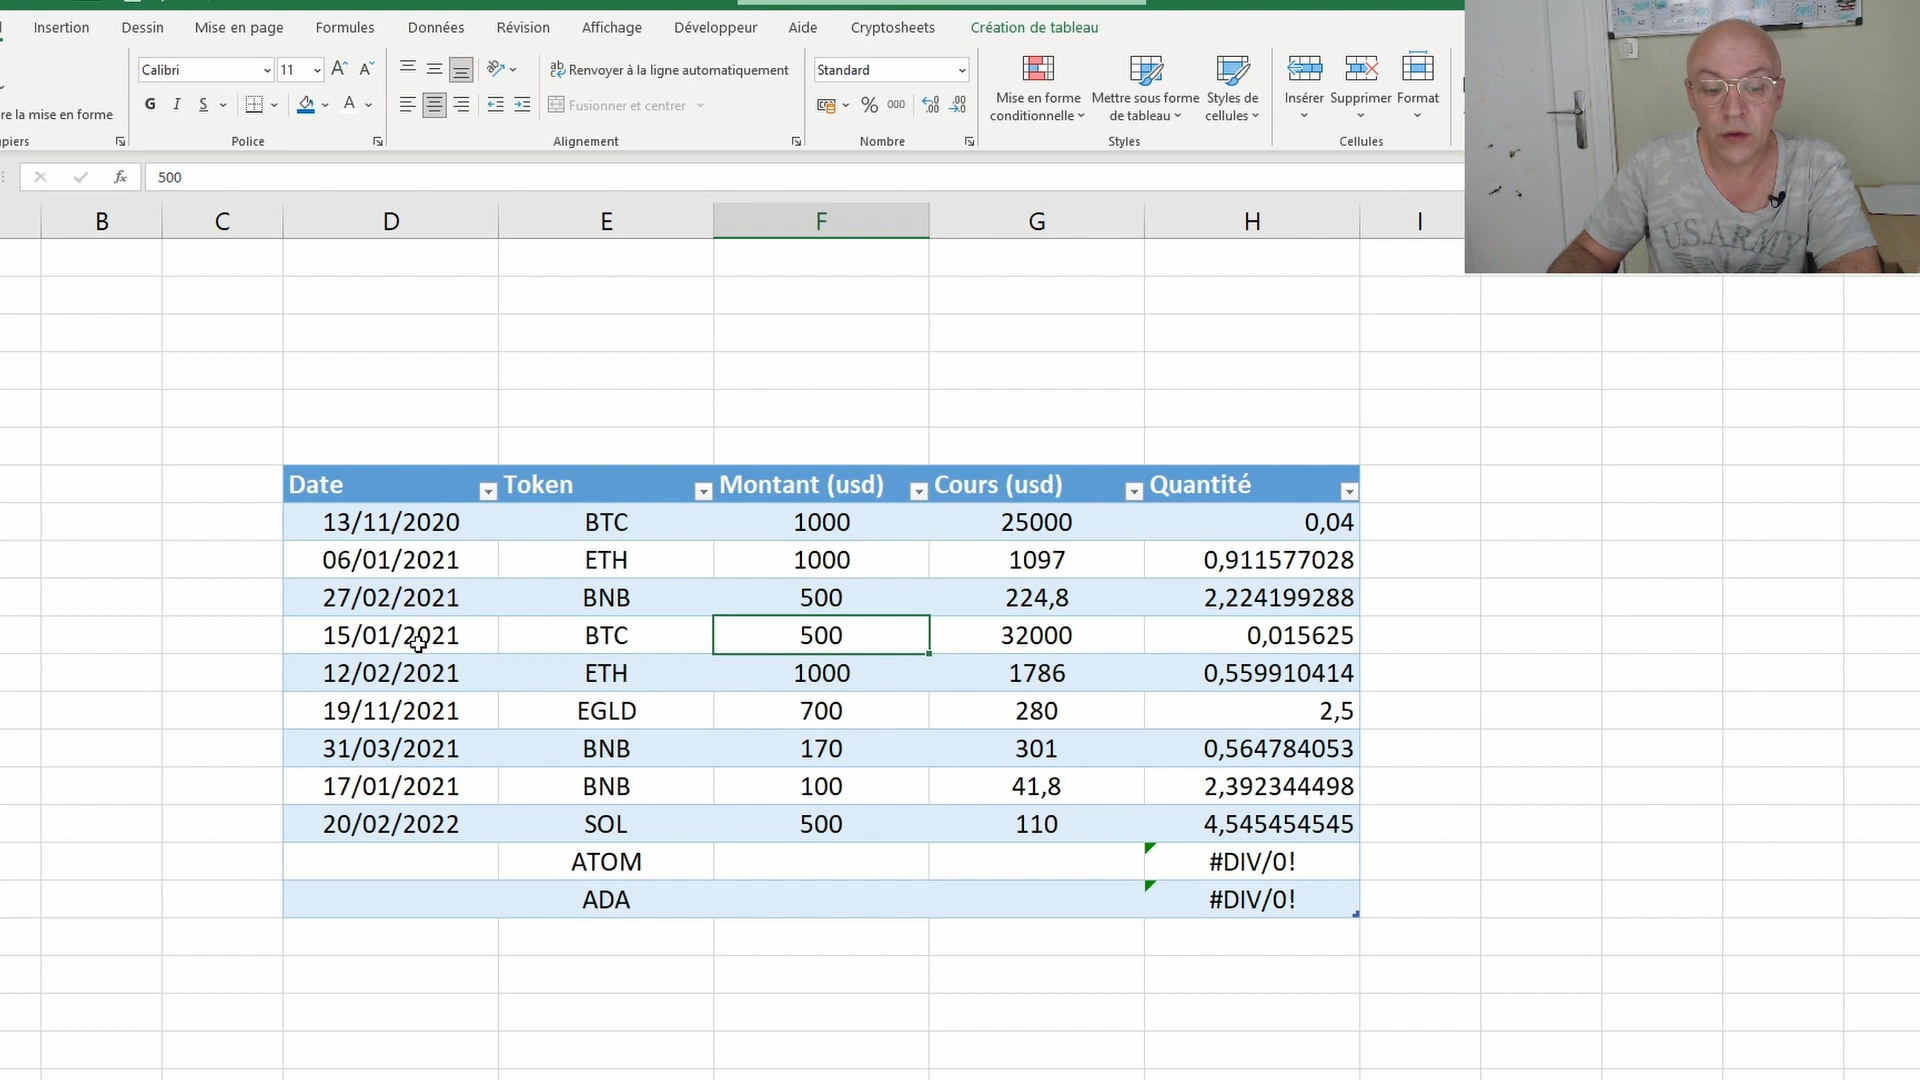 Insertion Dessin Mise en page Formules Données Révision Affichage Développeur Aide Cryptosheets Création de tableau
Calibri 11 A A Renvoyer à la ligne automatiquement Standard
re la mise en forme G I S A Fusionner et centrer % 000 Mise en forme conditionnelle Mettre sous forme de tableau Styles de cellules Insérer Supprimer Format
piers Police Alignement Nombre Styles Cellules
fx 500
B C D E F G H I
Date Token Montant (usd) Cours (usd) Quantité
13/11/2020 BTC 1000 25000 0,04
06/01/2021 ETH 1000 1097 0,911577028
27/02/2021 BNB 500 224,8 2,224199288
15/01/2021 BTC 500 32000 0,015625
12/02/2021 ETH 1000 1786 0,559910414
19/11/2021 EGLD 700 280 2,5
31/03/2021 BNB 170 301 0,564784053
17/01/2021 BNB 100 41,8 2,392344498
20/02/2022 SOL 500 110 4,545454545
ATOM #DIV/0!
ADA #DIV/0!
U.S. ARMY